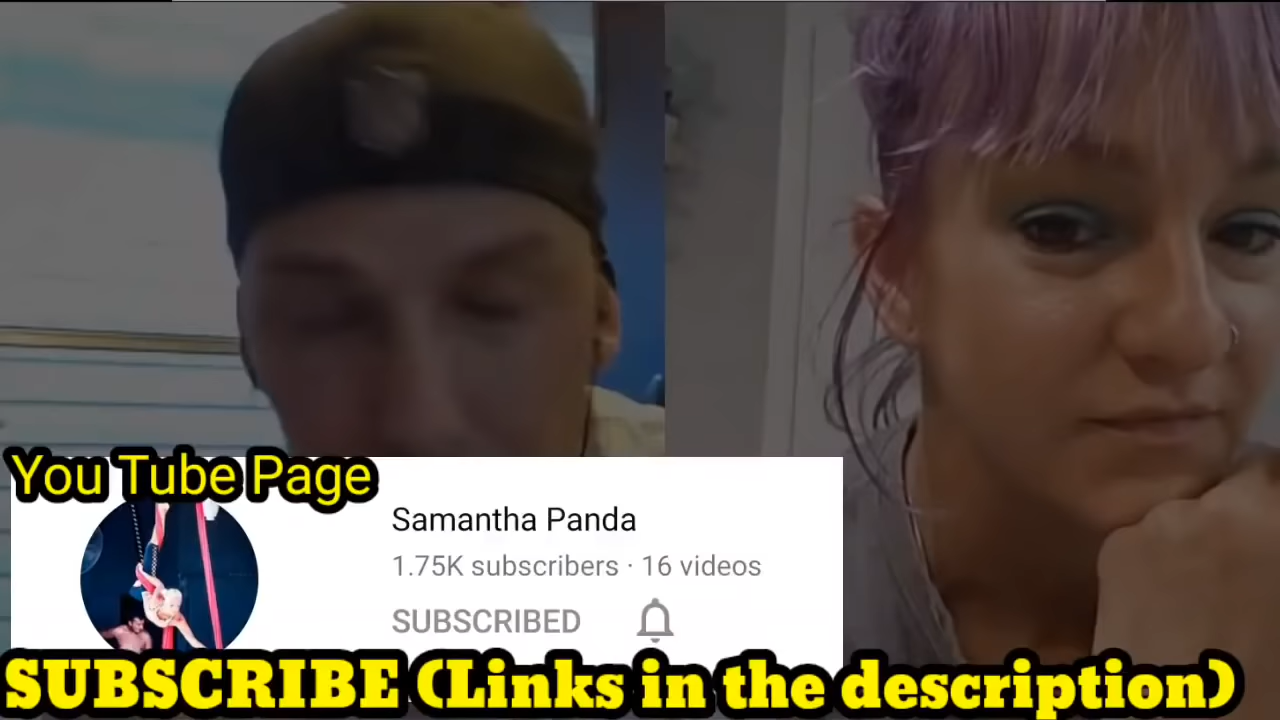 You Tube Page
Samantha Panda
1.75K subscribers · 16 videos
SUBSCRIBED
SUBSCRIBE (Links in the description)